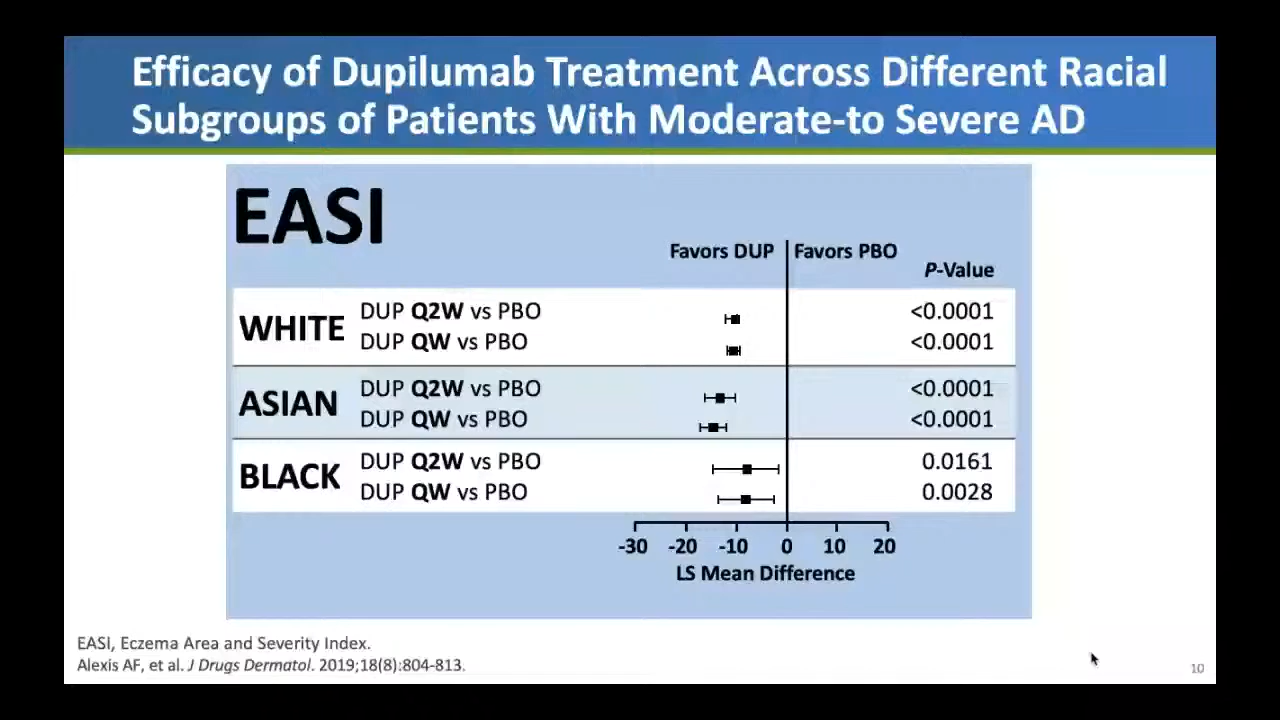 Efficacy of Dupilumab Treatment Across Different Racial
Subgroups of Patients With Moderate-to Severe AD
EASI
Favors DUP Favors PBO
P-Value
WHITE
DUP Q2W vs PBO <0.0001
DUP QW vs PBO <0.0001
ASIAN
DUP Q2W vs PBO <0.0001
DUP QW vs PBO <0.0001
BLACK
DUP Q2W vs PBO 0.0161
DUP QW vs PBO 0.0028
-30 -20 -10 0 10 20
LS Mean Difference
EASI, Eczema Area and Severity Index.
Alexis AF, et al. J Drugs Dermatol. 2019;18(8):804-813.
10